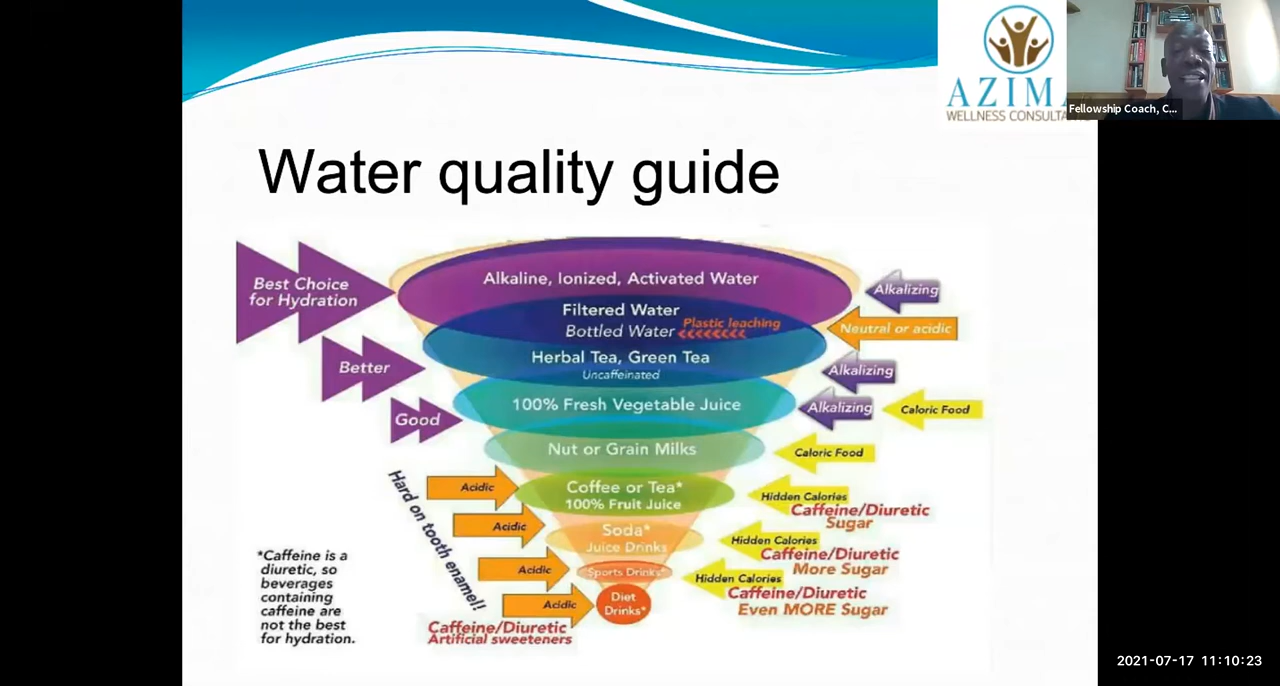 AZIM
WELLNESS CONSULTA
Fellowship Coach, C...
Water quality guide
Best Choice
for Hydration
Alkaline, Ionized, Activated Water
Alkalizing
Filtered Water
Bottled Water
Plastic leaching
Neutral or acidic
Better
Herbal Tea, Green Tea
Uncaffeinated
Alkalizing
Good
100% Fresh Vegetable Juice
Alkalizing
Caloric Food
Nut or Grain Milks
Caloric Food
Hard on tooth enamel!
Acidic
Coffee or Tea*
100% Fruit Juice
Hidden Calories
Caffeine/Diuretic
Sugar
Acidic
Soda*
Juice Drinks
Hidden Calories
Caffeine/Diuretic
More Sugar
Acidic
Sports Drinks*
Hidden Calories
Caffeine/Diuretic
Even MORE Sugar
Acidic
Diet
Drinks*
Caffeine/Diuretic
Artificial sweeteners
*Caffeine is a
diuretic, so
beverages
containing
caffeine are
not the best
for hydration.
2021-07-17 11:10:23